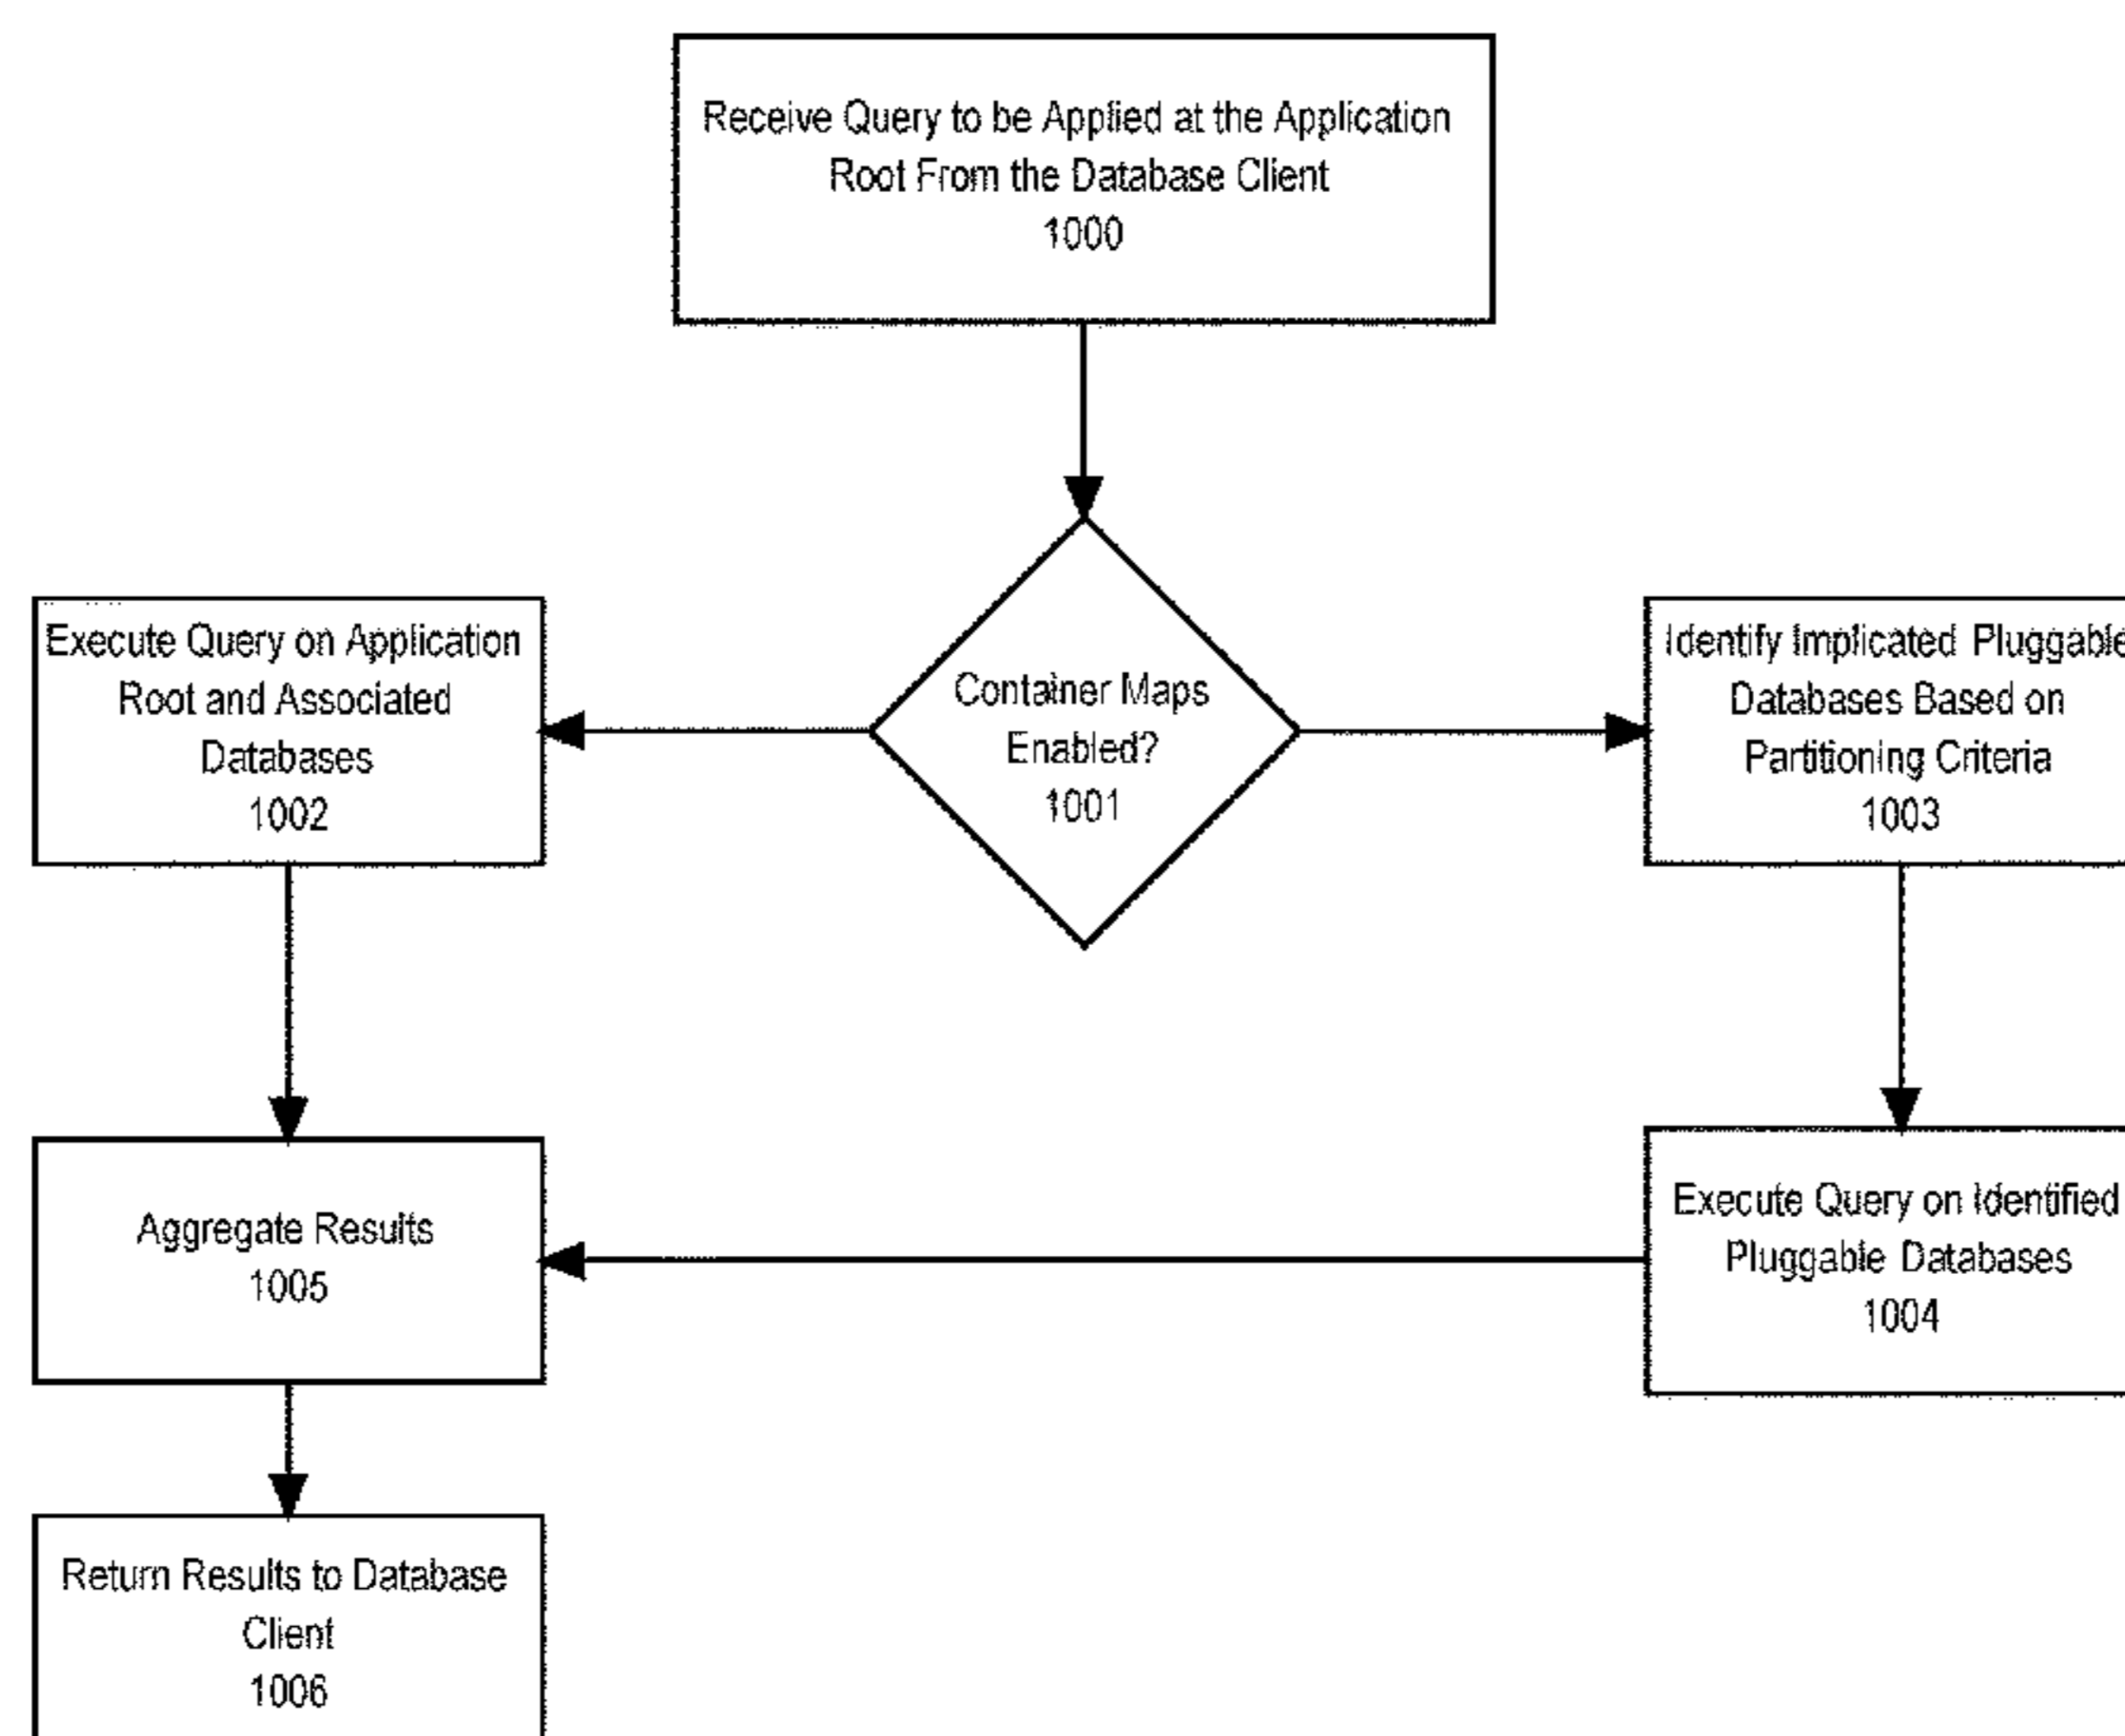 Receive Query to be Applied at the Application
Root From the Database Client
1000
Container Maps
Enabled?
1001
Execute Query on Application
Root and Associated
Databases
1002
Identify Implicated Pluggable
Databases Based on
Partitioning Criteria
1003
Execute Query on Identified
Pluggable Databases
1004
Aggregate Results
1005
Return Results to Database
Client
1006